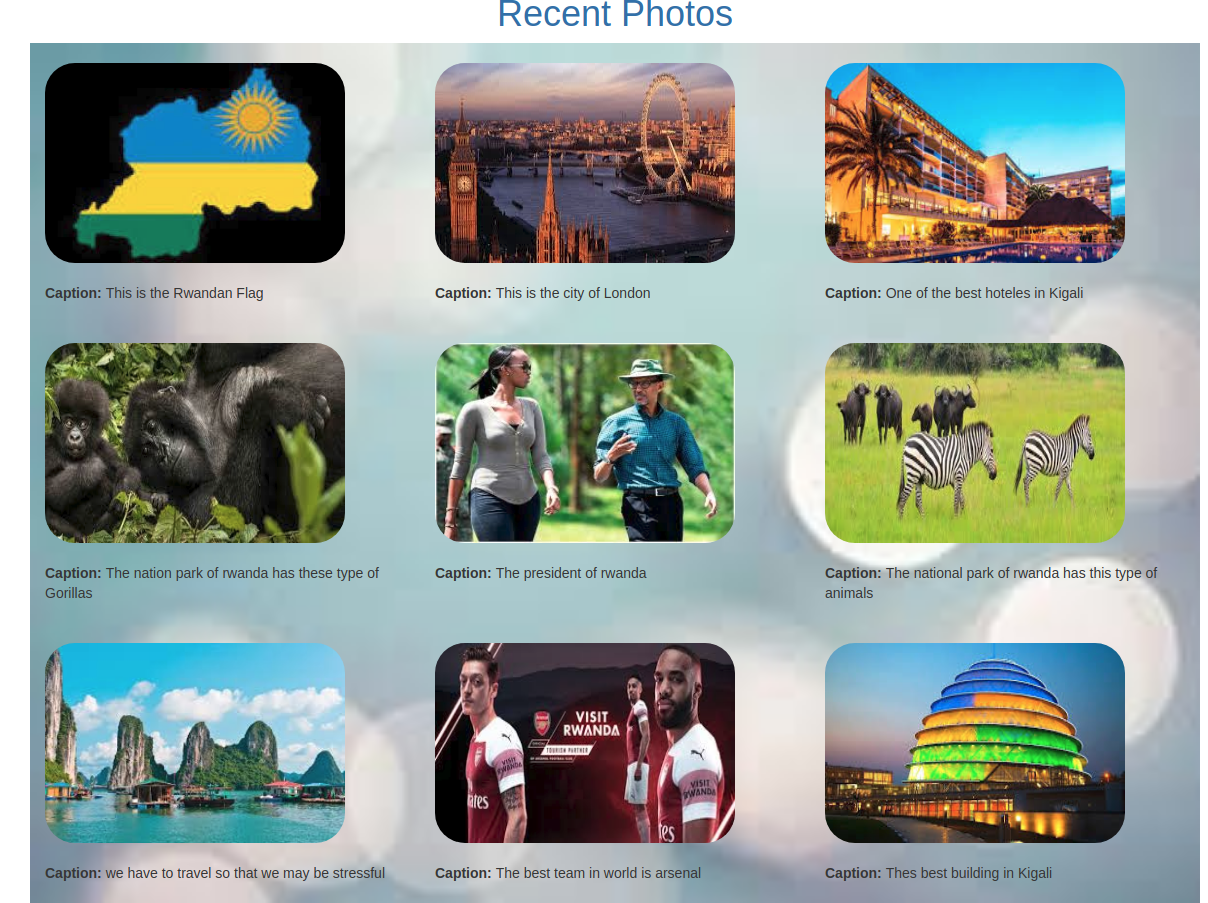 Recent Photos
Caption: This is the Rwandan Flag
Caption: This is the city of London
Caption: One of the best hoteles in Kigali
Caption: The nation park of rwanda has these type of
Gorillas
Caption: The president of rwanda
Caption: The national park of rwanda has this type of
animals
VISIT
RWANDA
TOURISM PARTNER
VISIT
RWANDA
VISIT
RWANDA
Caption: we have to travel so that we may be stressful
Caption: The best team in world is arsenal
Caption: Thes best building in Kigali